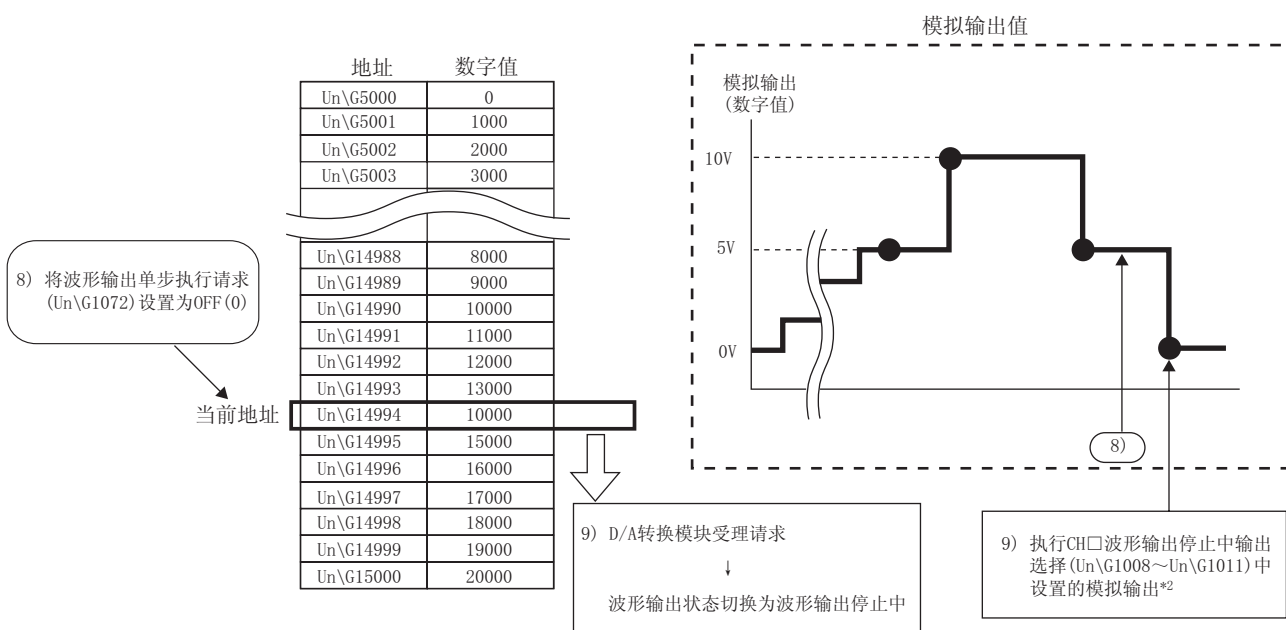 模拟输出值
地址 数字值
Un\G5000 0
Un\G5001 1000
Un\G5002 2000
Un\G5003 3000
Un\G14988 8000
Un\G14989 9000
Un\G14990 10000
Un\G14991 11000
Un\G14992 12000
Un\G14993 13000
Un\G14994 10000
Un\G14995 15000
Un\G14996 16000
Un\G14997 17000
Un\G14998 18000
Un\G14999 19000
Un\G15000 20000
8) 将波形输出单步执行请求
(Un\G1072)设置为OFF(0)
当前地址
9) D/A转换模块受理请求
↓
波形输出状态切换为波形输出停止中
模拟输出
(数字值)
10V
5V
0V
8)
9) 执行CH□波形输出停止中输出
选择(Un\G1008～Un\G1011)中
设置的模拟输出*2